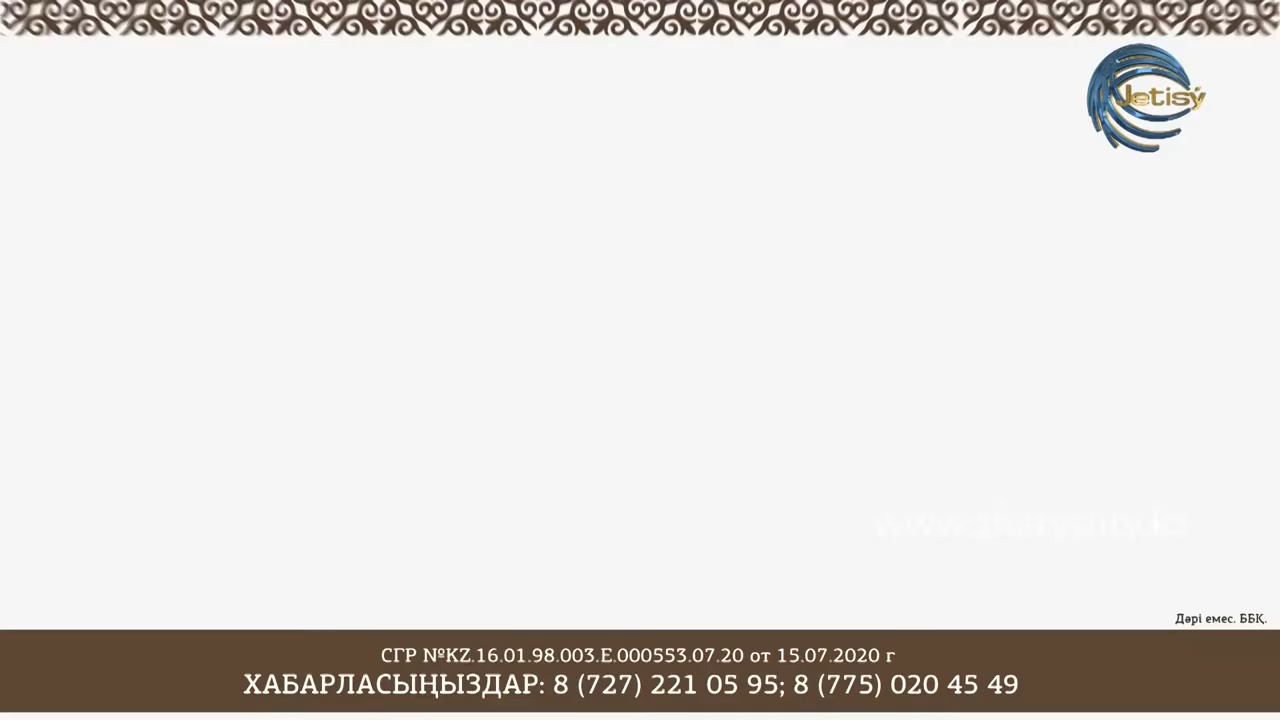 Jetisý
Дәрі емес. ББҚ.
СГР №KZ.16.01.98.003.E.000553.07.20 от 15.07.2020 г
ХАБАРЛАСЫҢЫЗДАР: 8 (727) 221 05 95; 8 (775) 020 45 49